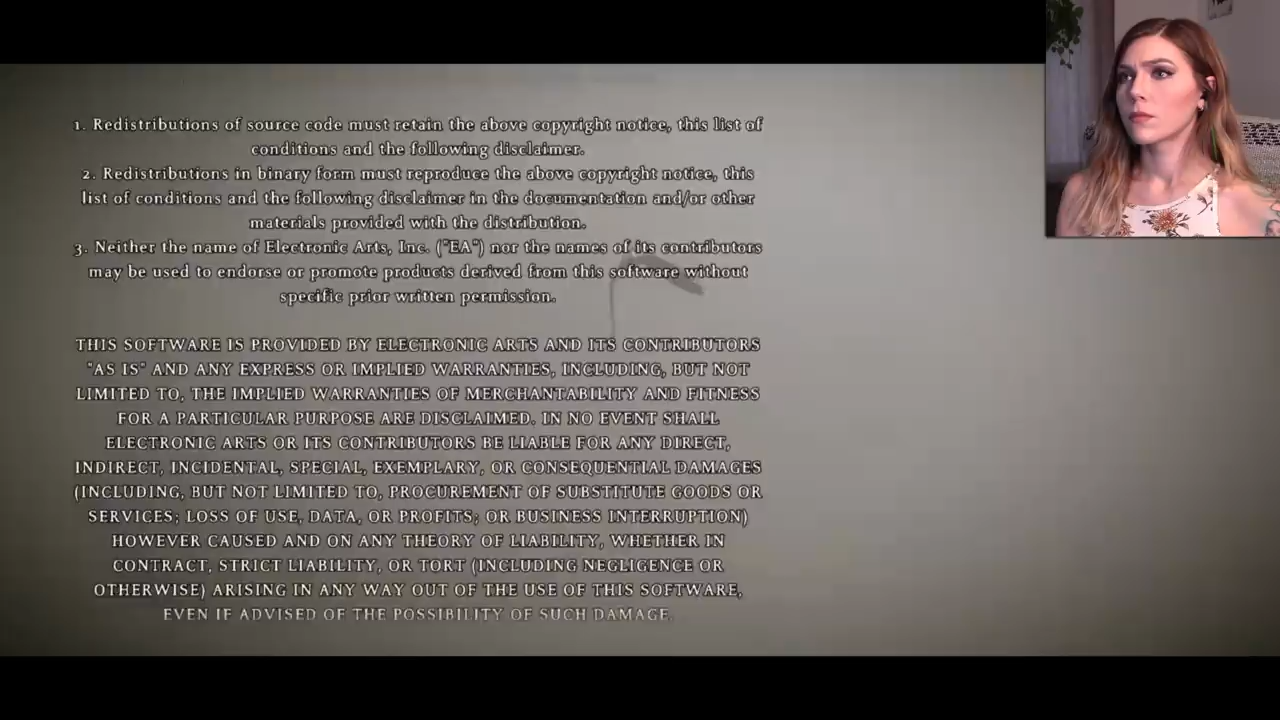 1. Redistributions of source code must retain the above copyright notice, this list of
conditions and the following disclaimer.
2. Redistributions in binary form must reproduce the above copyright notice, this
list of conditions and the following disclaimer in the documentation and/or other
materials provided with the distribution.
3. Neither the name of Electronic Arts, Inc. ("EA") nor the names of its contributors
may be used to endorse or promote products derived from this software without
specific prior written permission.
THIS SOFTWARE IS PROVIDED BY ELECTRONIC ARTS AND ITS CONTRIBUTORS
"AS IS" AND ANY EXPRESS OR IMPLIED WARRANTIES, INCLUDING, BUT NOT
LIMITED TO, THE IMPLIED WARRANTIES OF MERCHANTABILITY AND FITNESS
FOR A PARTICULAR PURPOSE ARE DISCLAIMED. IN NO EVENT SHALL
ELECTRONIC ARTS OR ITS CONTRIBUTORS BE LIABLE FOR ANY DIRECT,
INDIRECT, INCIDENTAL, SPECIAL, EXEMPLARY, OR CONSEQUENTIAL DAMAGES
(INCLUDING, BUT NOT LIMITED TO, PROCUREMENT OF SUBSTITUTE GOODS OR
SERVICES; LOSS OF USE, DATA, OR PROFITS; OR BUSINESS INTERRUPTION)
HOWEVER CAUSED AND ON ANY THEORY OF LIABILITY, WHETHER IN
CONTRACT, STRICT LIABILITY, OR TORT (INCLUDING NEGLIGENCE OR
OTHERWISE) ARISING IN ANY WAY OUT OF THE USE OF THIS SOFTWARE,
EVEN IF ADVISED OF THE POSSIBILITY OF SUCH DAMAGE.